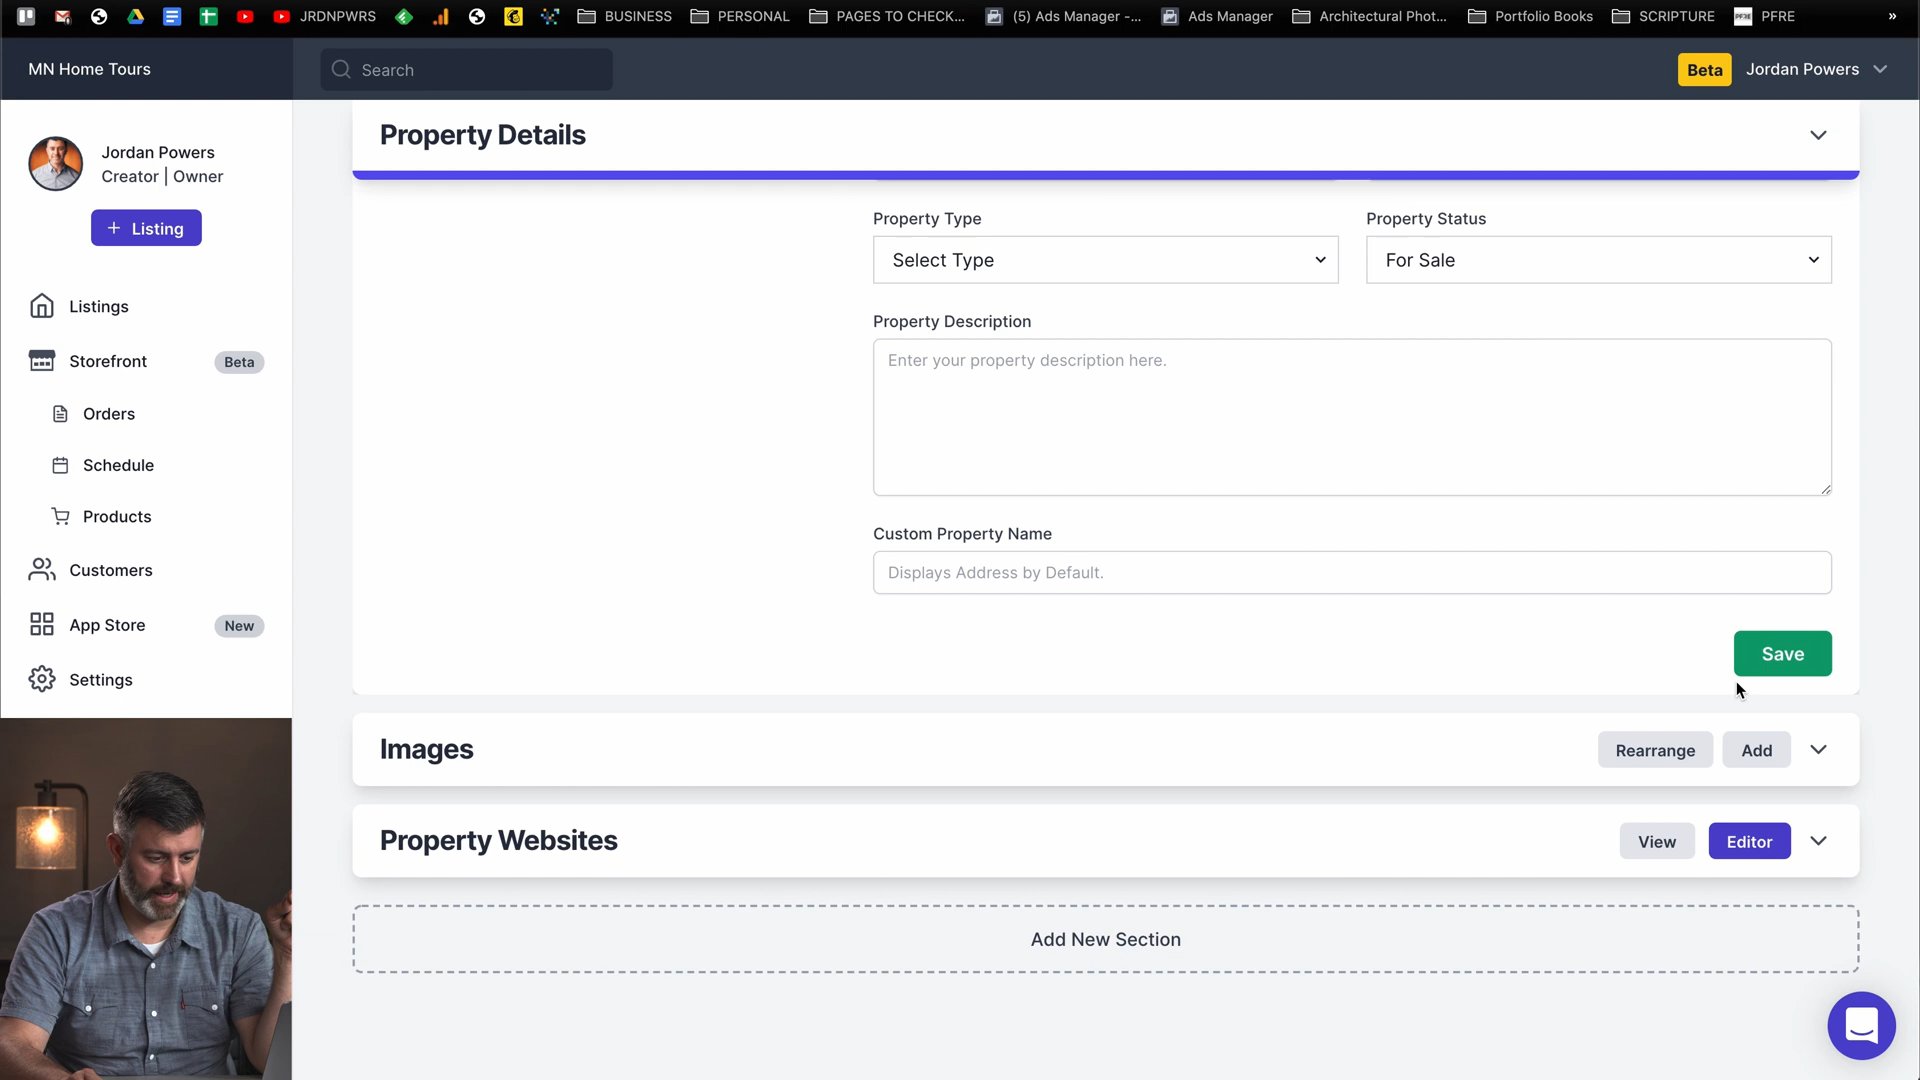 JRDNPWRS
BUSINESS
PERSONAL
PAGES TO CHECK...
(5) Ads Manager -...
Ads Manager
Architectural Phot...
Portfolio Books
SCRIPTURE
PFRE
PFRE
»
MN Home Tours
Search
Beta
Jordan Powers
Jordan Powers
Creator | Owner
+ Listing
Listings
Storefront
Beta
Orders
Schedule
Products
Customers
App Store
New
Settings
Property Details
Property Type
Property Status
Select Type
For Sale
Property Description
Enter your property description here.
Custom Property Name
Displays Address by Default.
Save
Images
Rearrange
Add
Property Websites
View
Editor
Add New Section